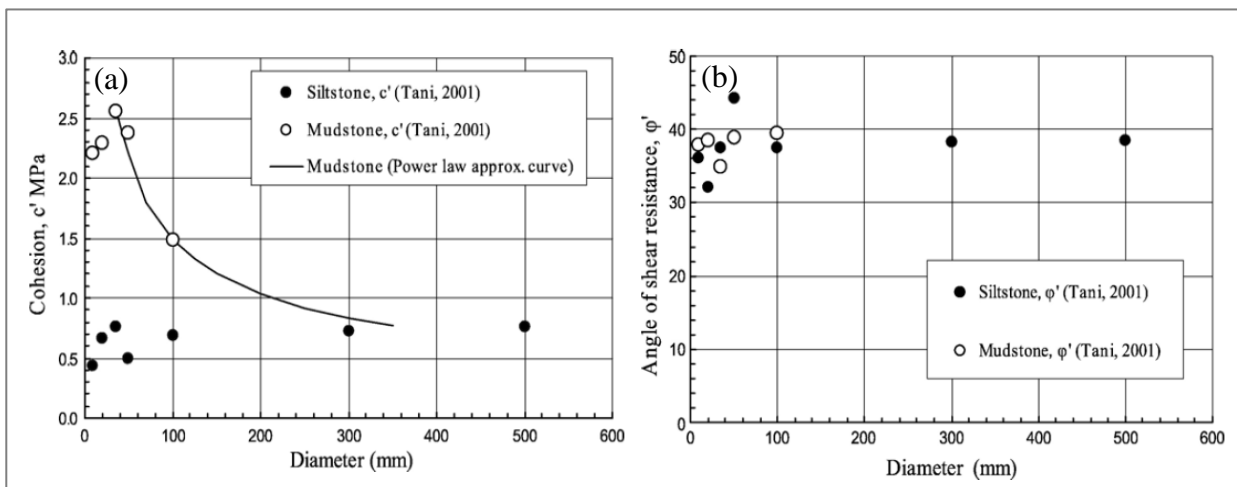 (a)
3.0
2.5
2.0
1.5
1.0
0.5
0.0
Cohesion, c' MPa
Siltstone, c' (Tani, 2001)
Mudstone, c' (Tani, 2001)
Mudstone (Power law approx. curve)
0 100 200 300 400 500 600
Diameter (mm)
(b)
50
40
30
20
10
0
Angle of shear resistance, φ'
Siltstone, φ' (Tani, 2001)
Mudstone, φ' (Tani, 2001)
0 100 200 300 400 500 600
Diameter (mm)